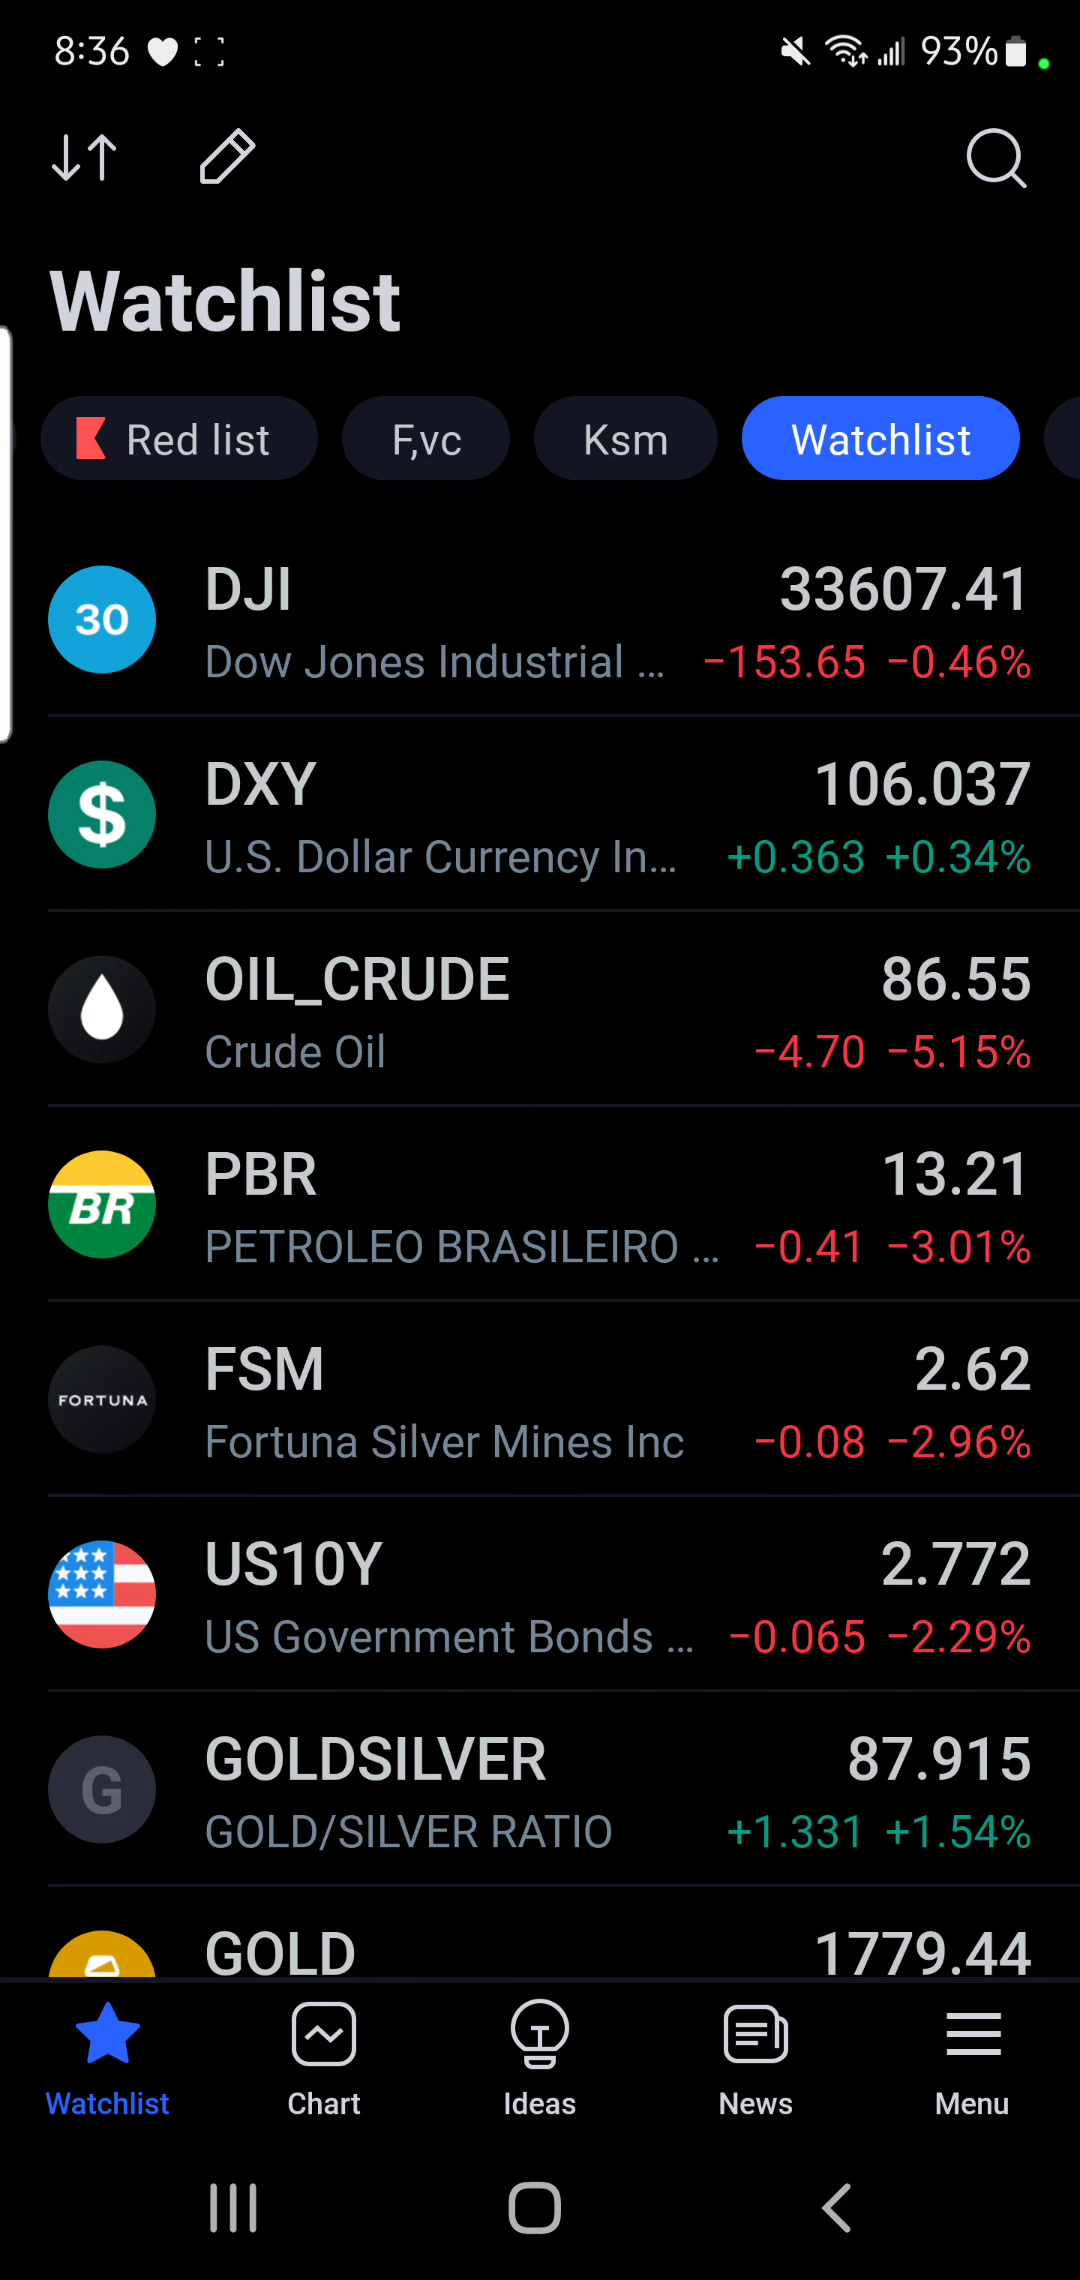 8:36 93%
Watchlist
Red list F,vc Ksm Watchlist
30 DJI 33607.41
Dow Jones Industrial ... −153.65 −0.46%
$ DXY 106.037
U.S. Dollar Currency In... +0.363 +0.34%
OIL_CRUDE 86.55
Crude Oil −4.70 −5.15%
BR PBR 13.21
PETROLEO BRASILEIRO ... −0.41 −3.01%
FORTUNA FSM 2.62
Fortuna Silver Mines Inc −0.08 −2.96%
US10Y 2.772
US Government Bonds ... −0.065 −2.29%
G GOLDSILVER 87.915
GOLD/SILVER RATIO +1.331 +1.54%
GOLD 1779.44
Watchlist Chart Ideas News Menu